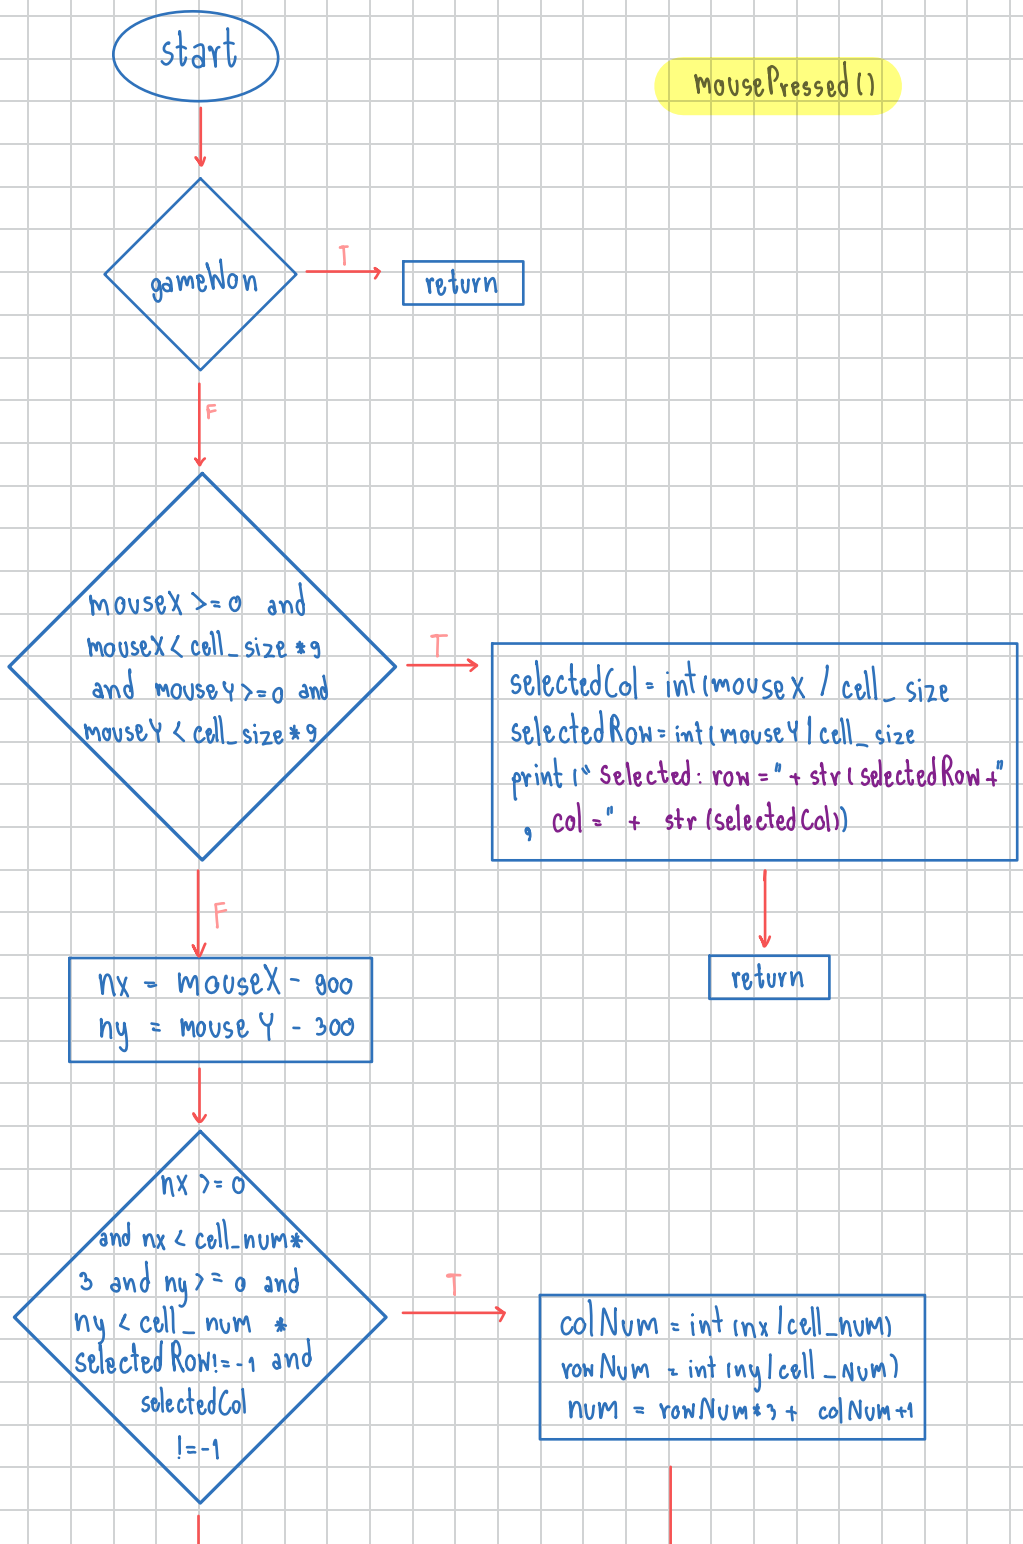 start
mousePressed()
gameWon
T
return
F
mouseX >=0 and
mouseX < cell_size *9
and mouseY >=0 and
mouseY < cell_size*9
T
selectedCol = int(mouseX / cell_size
selectedRow = int(mouseY / cell_size
print (" Selected: row =" + str(selectedRow +"
, col =" + str (selectedCol))
return
F
nx = mouseX - 900
ny = mouseY - 300
nx >=0
and nx < cell_num*
3 and ny >= 0 and
ny < cell_num *
selectedRow!=-1 and
selectedCol
!=-1
T
colNum = int (nx/cell_num)
rowNum = int (ny/cell_num)
num = rowNum*3 + colNum+1